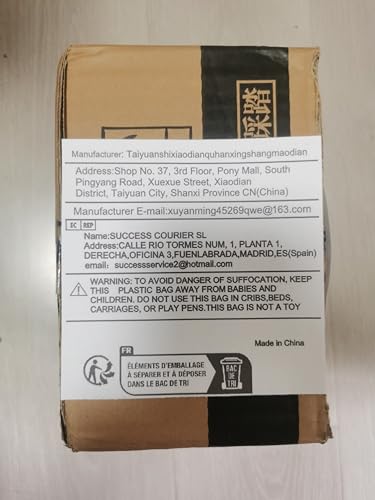 踩踏
Manufacturer: Taiyuanshixiaodianquhanxingshangmaodian
Address:Shop No. 37, 3rd Floor, Pony Mall, South
Pingyang Road, Xuexue Street, Xiaodian
District, Taiyuan City, Shanxi Province CN(China)
Manufacturer E-mail:xuyanming45269qwe@163.com
EC REP
Name:SUCCESS COURIER SL
Address:CALLE RIO TORMES NUM, 1, PLANTA 1,
DERECHA,OFICINA 3,FUENLABRADA,MADRID,ES(Spain)
email: successservice2@hotmail.com
WARNING: TO AVOID DANGER OF SUFFOCATION, KEEP
THIS PLASTIC BAG AWAY FROM BABIES AND
CHILDREN. DO NOT USE THIS BAG IN CRIBS,BEDS,
CARRIAGES, OR PLAY PENS.THIS BAG IS NOT A TOY
Made in China
FR
ÉLÉMENTS D'EMBALLAGE
À SÉPARER ET À DÉPOSER
DANS LE BAC DE TRI
BAC
DE TRI